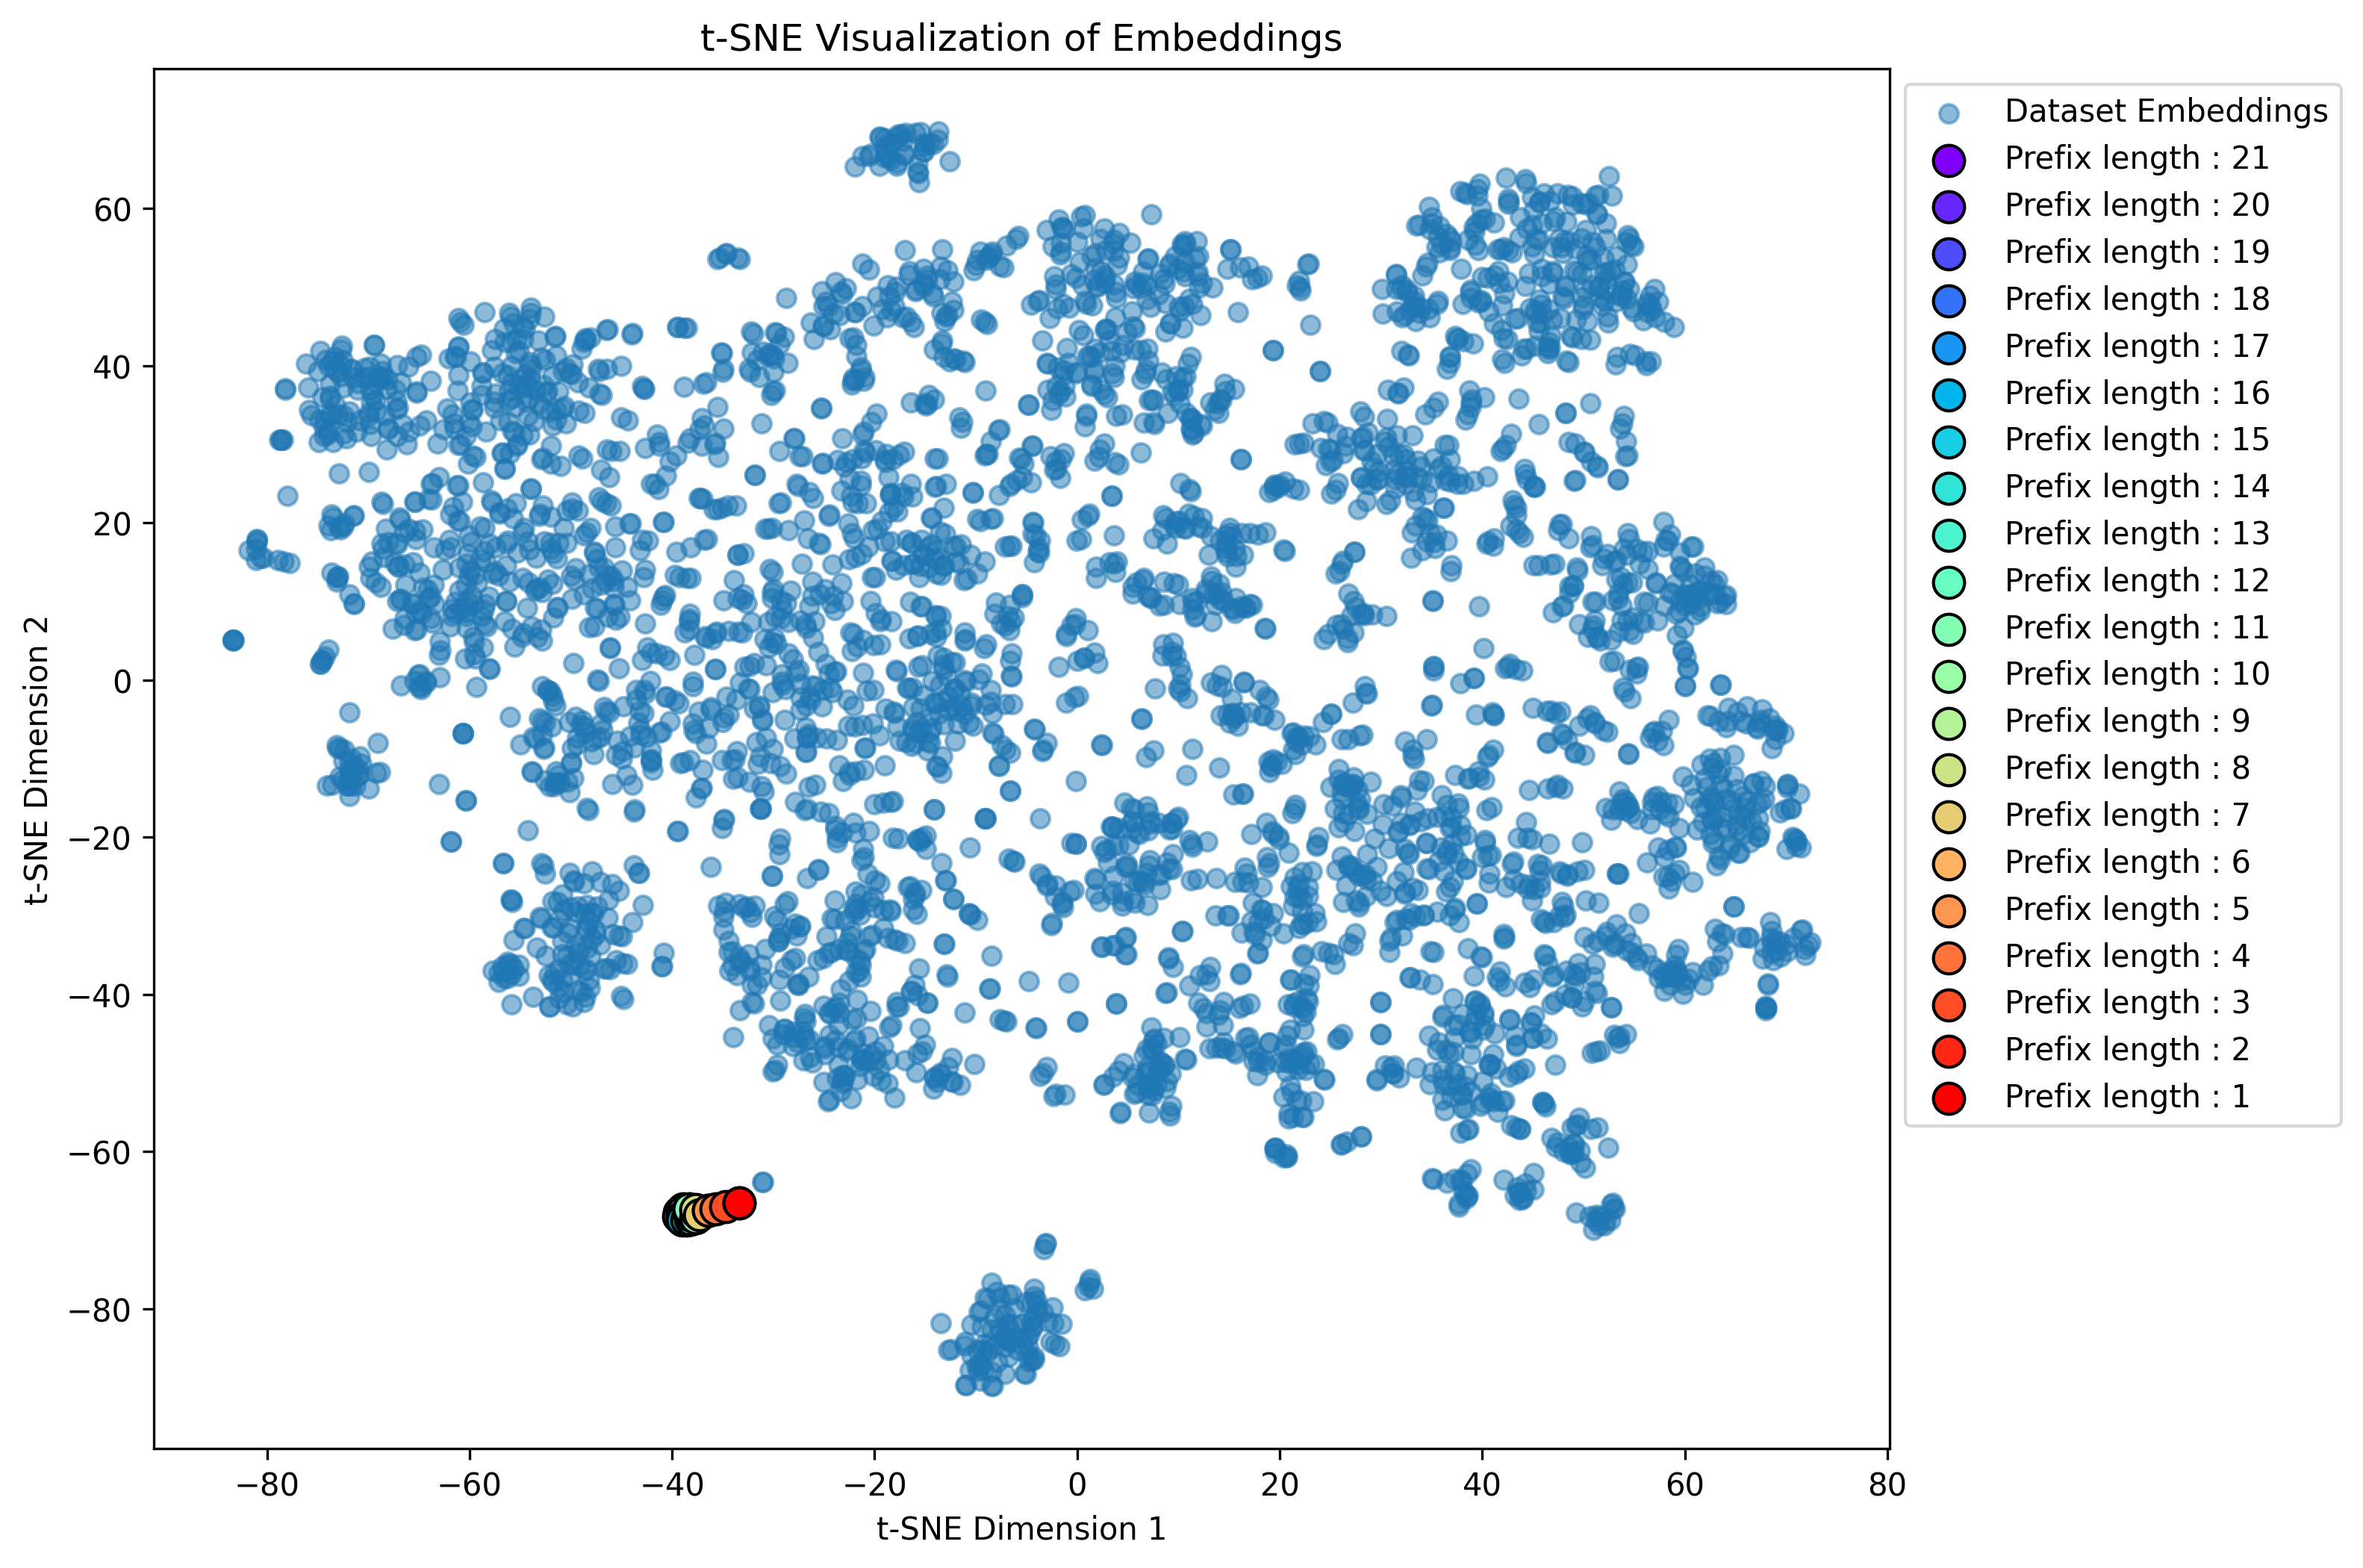 t-SNE Visualization of Embeddings
t-SNE Dimension 2
60
40
20
0
−20
−40
−60
−80
−80
−60
−40
−20
0
20
40
60
80
t-SNE Dimension 1
Dataset Embeddings
Prefix length : 21
Prefix length : 20
Prefix length : 19
Prefix length : 18
Prefix length : 17
Prefix length : 16
Prefix length : 15
Prefix length : 14
Prefix length : 13
Prefix length : 12
Prefix length : 11
Prefix length : 10
Prefix length : 9
Prefix length : 8
Prefix length : 7
Prefix length : 6
Prefix length : 5
Prefix length : 4
Prefix length : 3
Prefix length : 2
Prefix length : 1